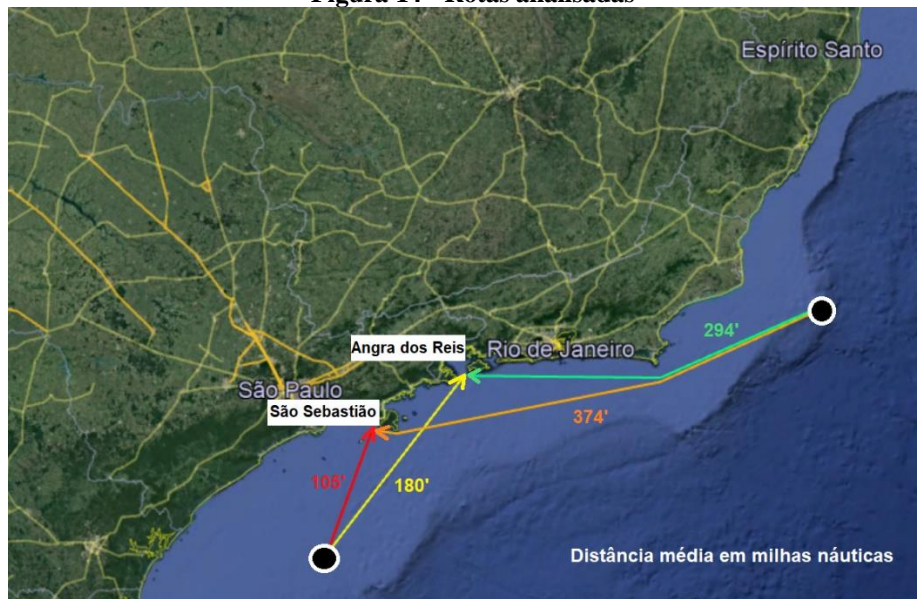 Figura 14 - Rotas analisadas
Espírito Santo
294'
Angra dos Reis
Rio de Janeiro
São Paulo
São Sebastião
374'
105'
180'
Distância média em milhas náuticas